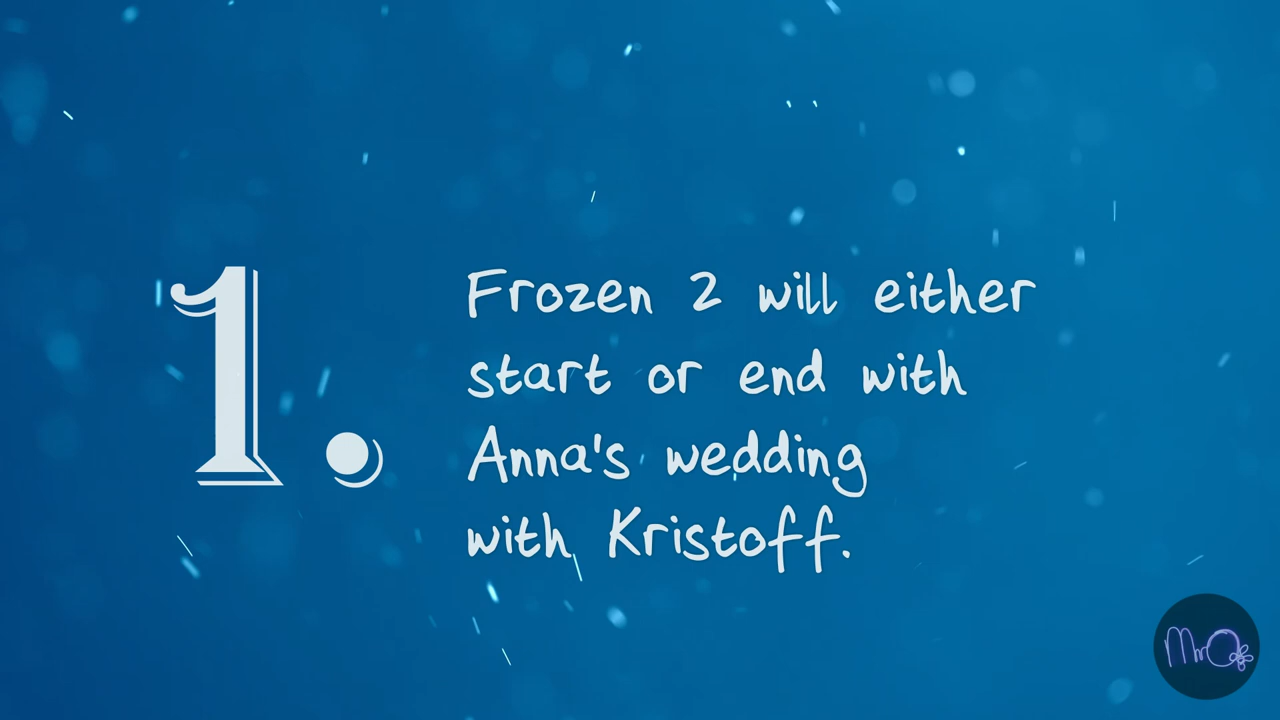 1.
Frozen 2 will either
start or end with
Anna's wedding
with Kristoff.